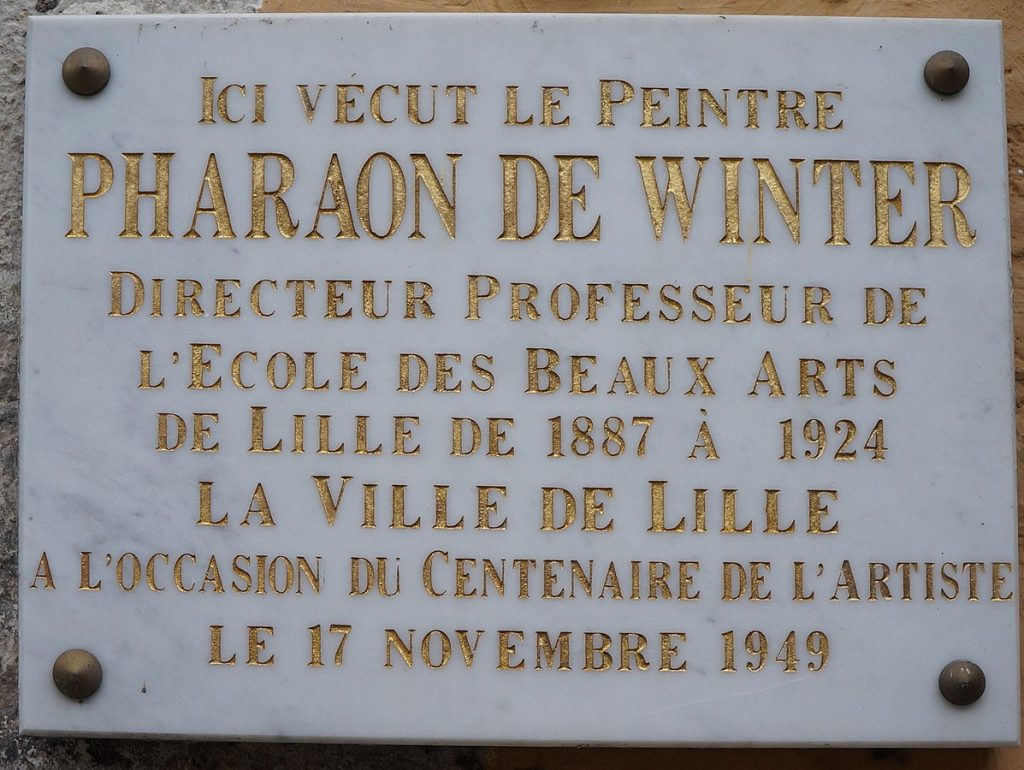 Ici vécut le Peintre
PHARAON DE WINTER
Directeur Professeur de
l'Ecole des Beaux Arts
de Lille de 1887 à 1924
la Ville de Lille
a l'occasion du Centenaire de l'Artiste
le 17 novembre 1949